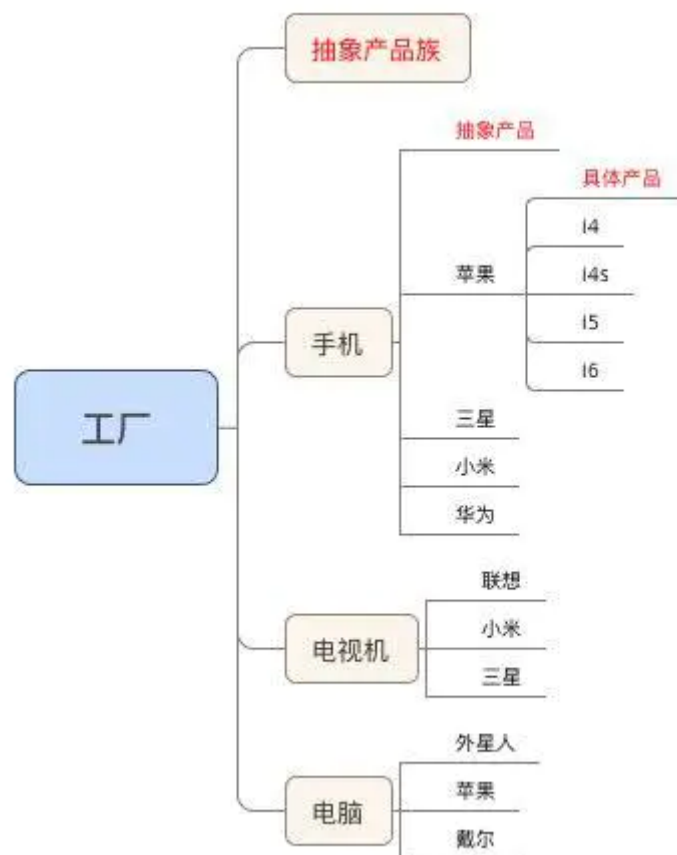 抽象产品族
抽象产品
具体产品
i4
苹果
i4s
i5
手机
i6
工厂
三星
小米
华为
联想
电视机
小米
三星
外星人
电脑
苹果
戴尔